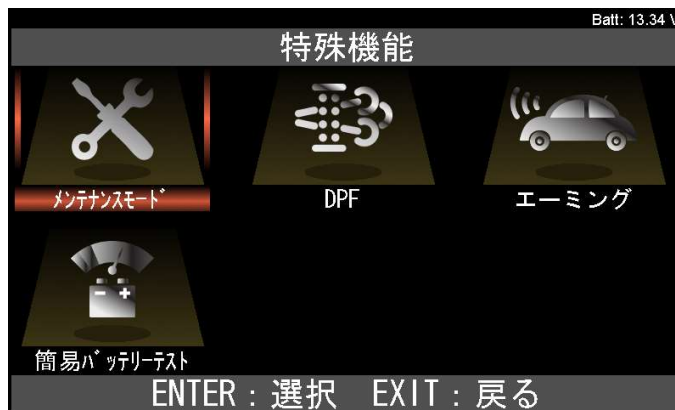 Batt: 13.34 V
特殊機能
ﾒﾝﾃﾅﾝｽﾓｰﾄﾞ
DPF
エーミング
簡易ﾊﾞｯﾃﾘｰﾃｽﾄ
ENTER：選択　EXIT：戻る